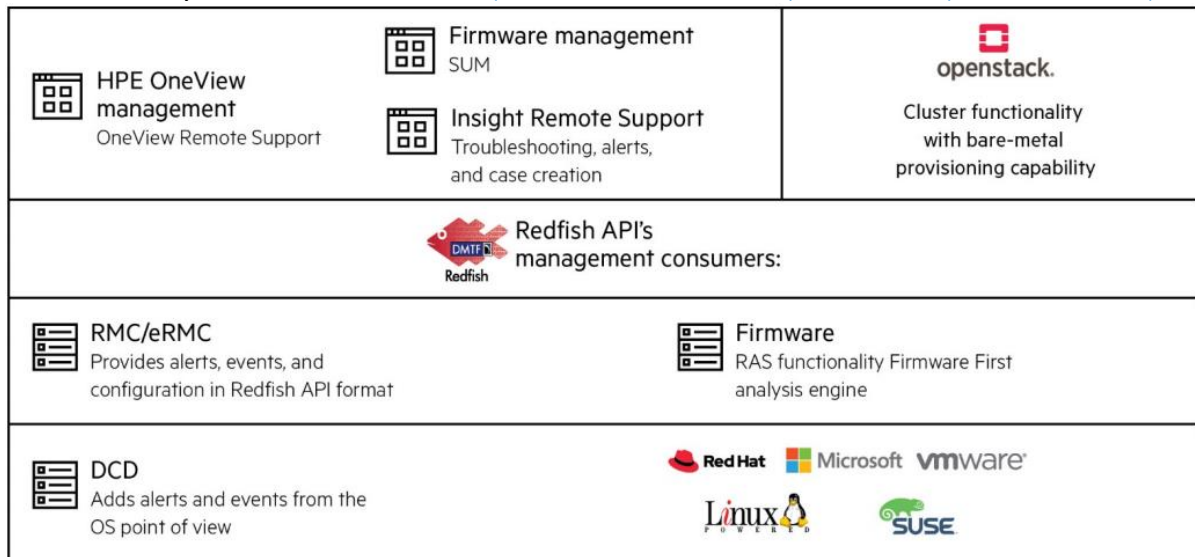 HPE OneView
management
OneView Remote Support
Firmware management
SUM
Insight Remote Support
Troubleshooting, alerts,
and case creation
openstack.
Cluster functionality
with bare-metal
provisioning capability
DMTF
Redfish
Redfish API's
management consumers:
RMC/eRMC
Provides alerts, events, and
configuration in Redfish API format
Firmware
RAS functionality Firmware First
analysis engine
DCD
Adds alerts and events from the
OS point of view
Red Hat
Microsoft
vmware
Linux
POWERED
SUSE